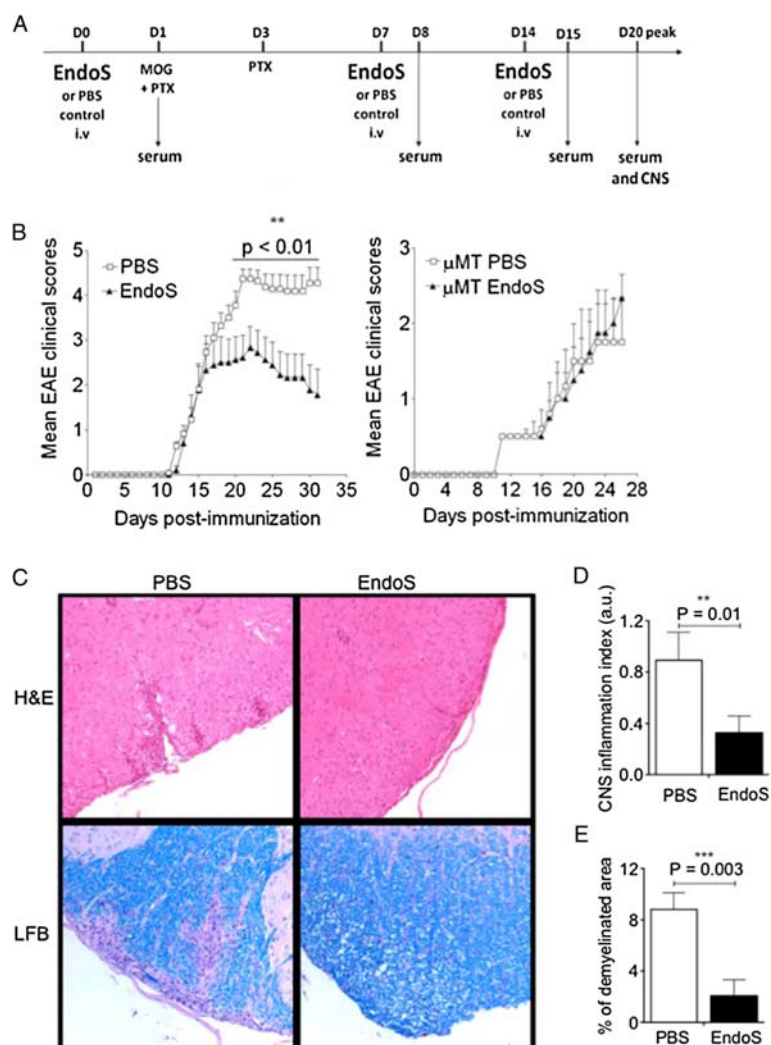 A
D0 D1 D3 D7 D8 D14 D15 D20 peak
EndoS MOG PTX EndoS EndoS
or PBS + PTX or PBS or PBS
control control control
i.v i.v i.v
serum serum serum serum
and CNS
B
**
p < 0.01
PBS
EndoS
Mean EAE clinical scores
5
4
3
2
1
0
0 5 10 15 20 25 30 35
Days post-immunization
μMT PBS
μMT EndoS
Mean EAE clinical scores
3
2
1
0
0 4 8 12 16 20 24 28
Days post-immunization
C
PBS EndoS
H&E
LFB
D
**
P = 0.01
CNS inflammation index (a.u.)
1.2
0.8
0.4
0.0
PBS EndoS
E
***
P = 0.003
% of demyelinated area
12
8
4
0
PBS EndoS